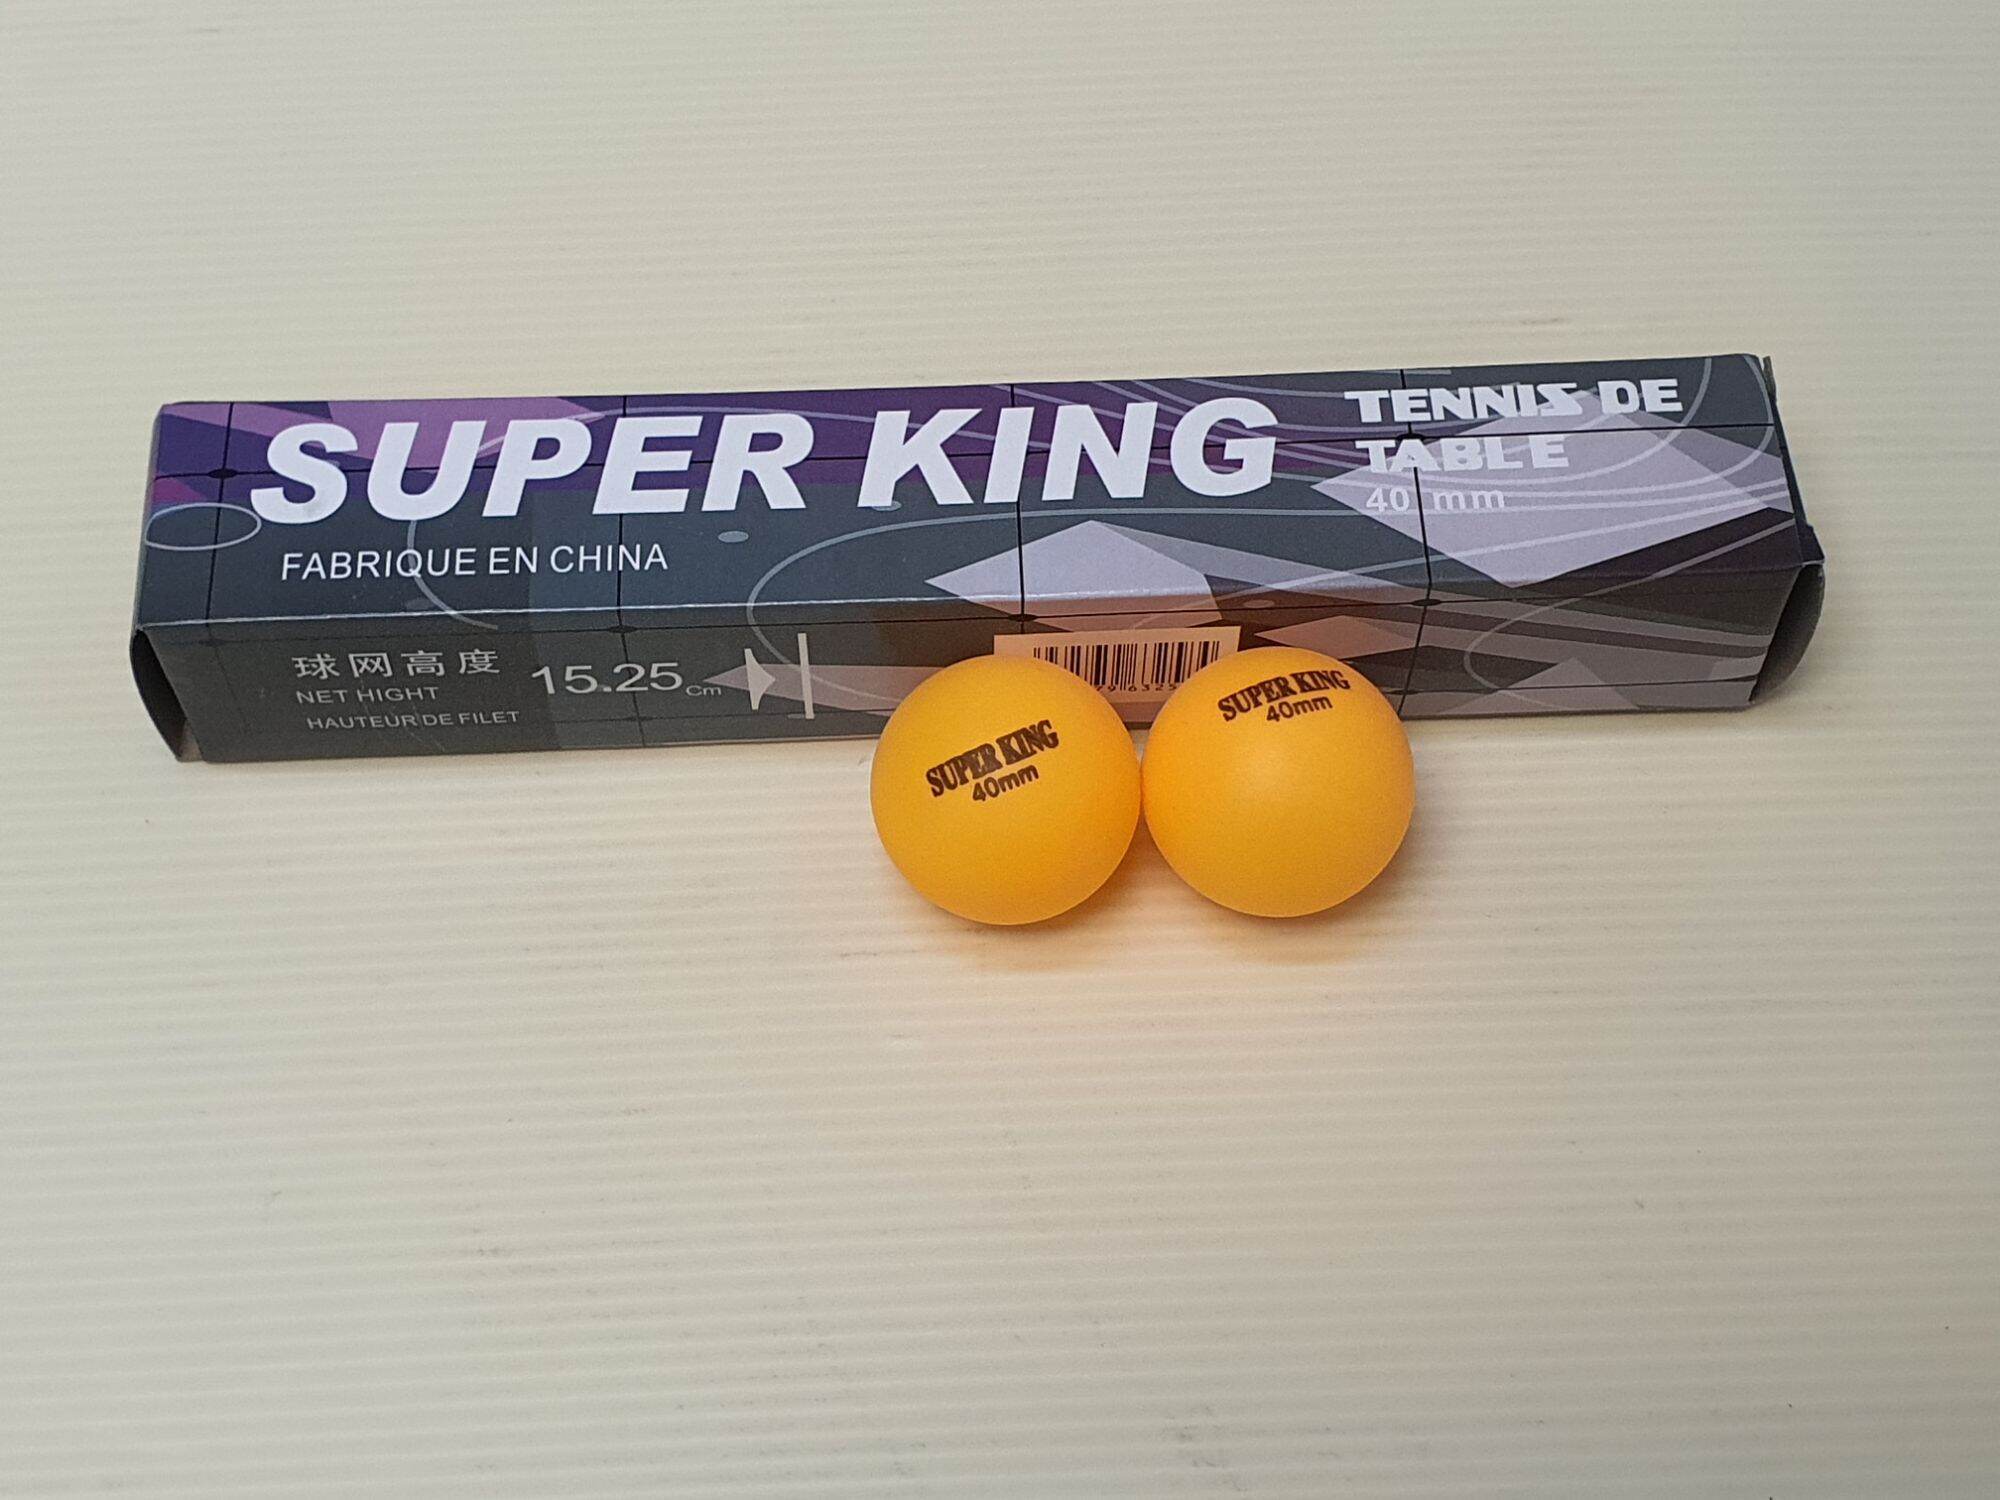 SUPER KING
TENNIS DE
TABLE
40 mm
FABRIQUE EN CHINA
球网高度
NET HIGHT
HAUTEUR DE FILET
15.25 Cm
SUPER KING
40mm
SUPER KING
40mm